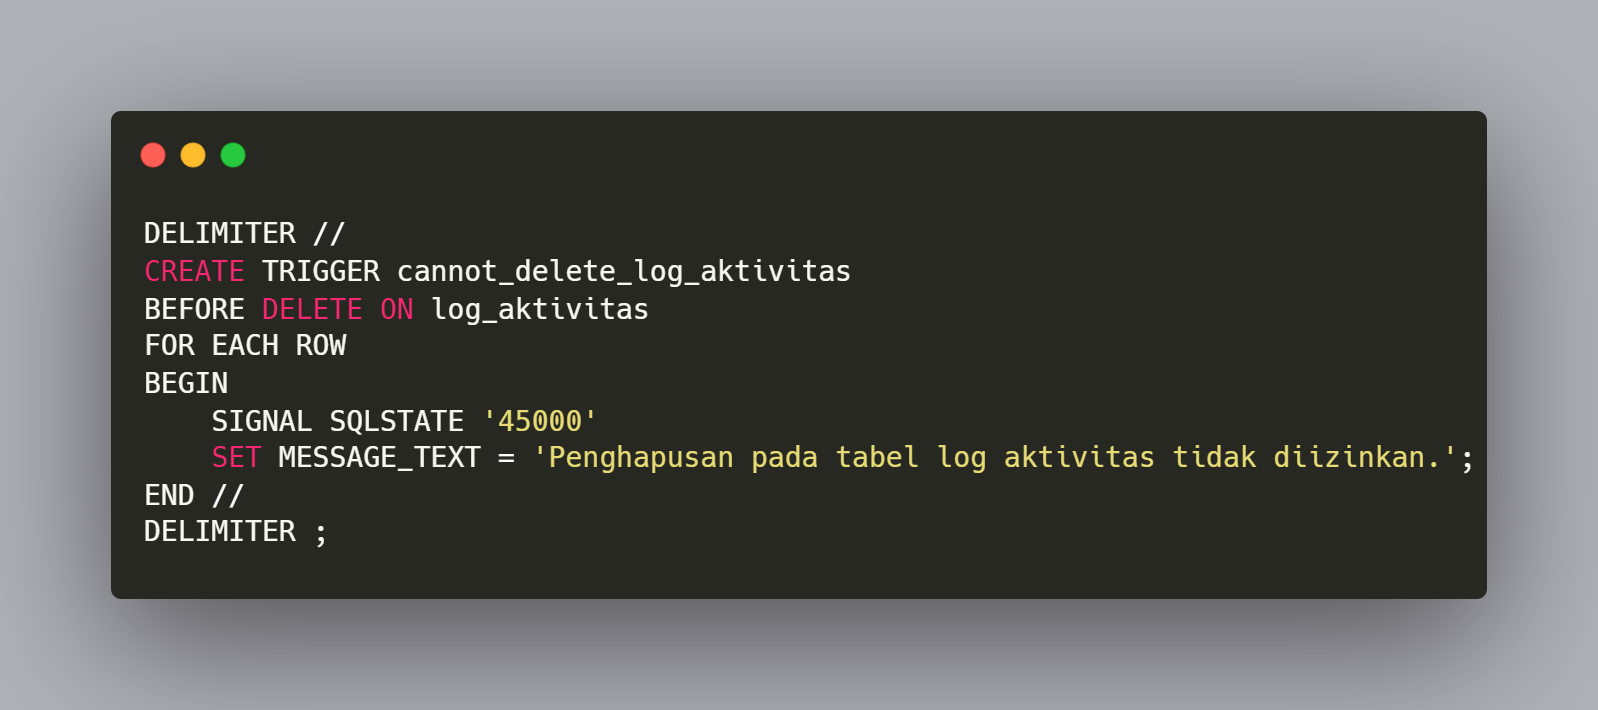 DELIMITER //
CREATE TRIGGER cannot_delete_log_aktivitas
BEFORE DELETE ON log_aktivitas
FOR EACH ROW
BEGIN
    SIGNAL SQLSTATE '45000'
    SET MESSAGE_TEXT = 'Penghapusan pada tabel log aktivitas tidak diizinkan.';
END //
DELIMITER ;